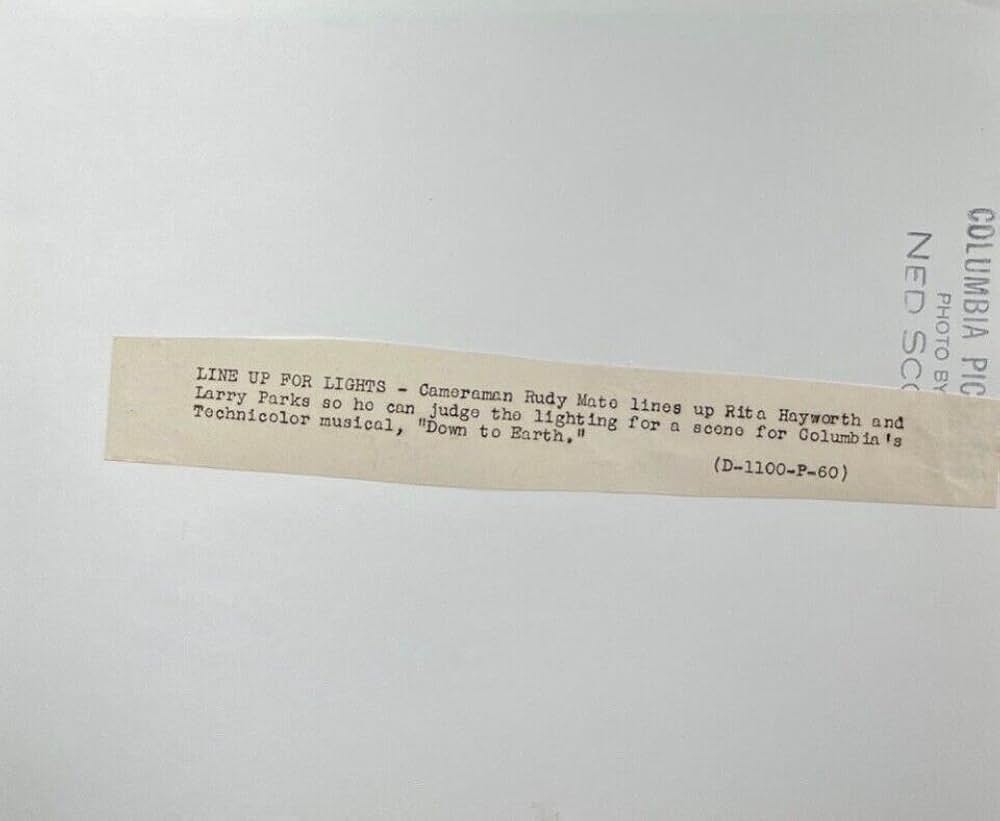 LINE UP FOR LIGHTS - Cameraman Rudy Mate lines up Rita Hayworth and
Larry Parks so he can judge the lighting for a scene for Columbia's
Technicolor musical, "Down to Earth."
(D-1100-P-60)
COLUMBIA PIC
PHOTO BY
NED SCO